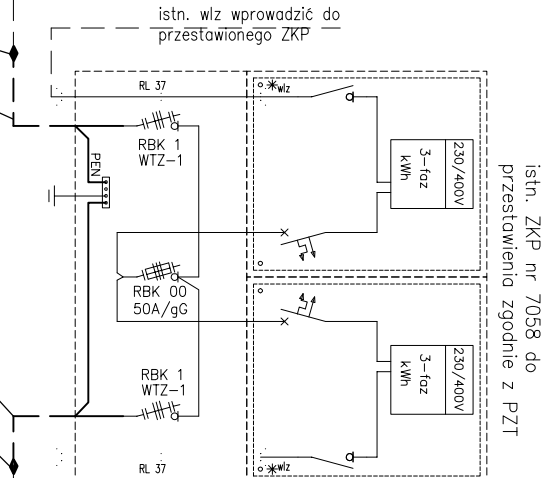 istn. wlz wprowadzić do
przestawionego ZKP
RL 37
wlz
RBK 1
WTZ-1
PEN
230/400V
3-faz
kWh
istn. ZKP nr 7058 do
przestawienia zgodnie z PZT
RBK 00
50A/gG
230/400V
3-faz
kWh
RBK 1
WTZ-1
RL 37
wlz